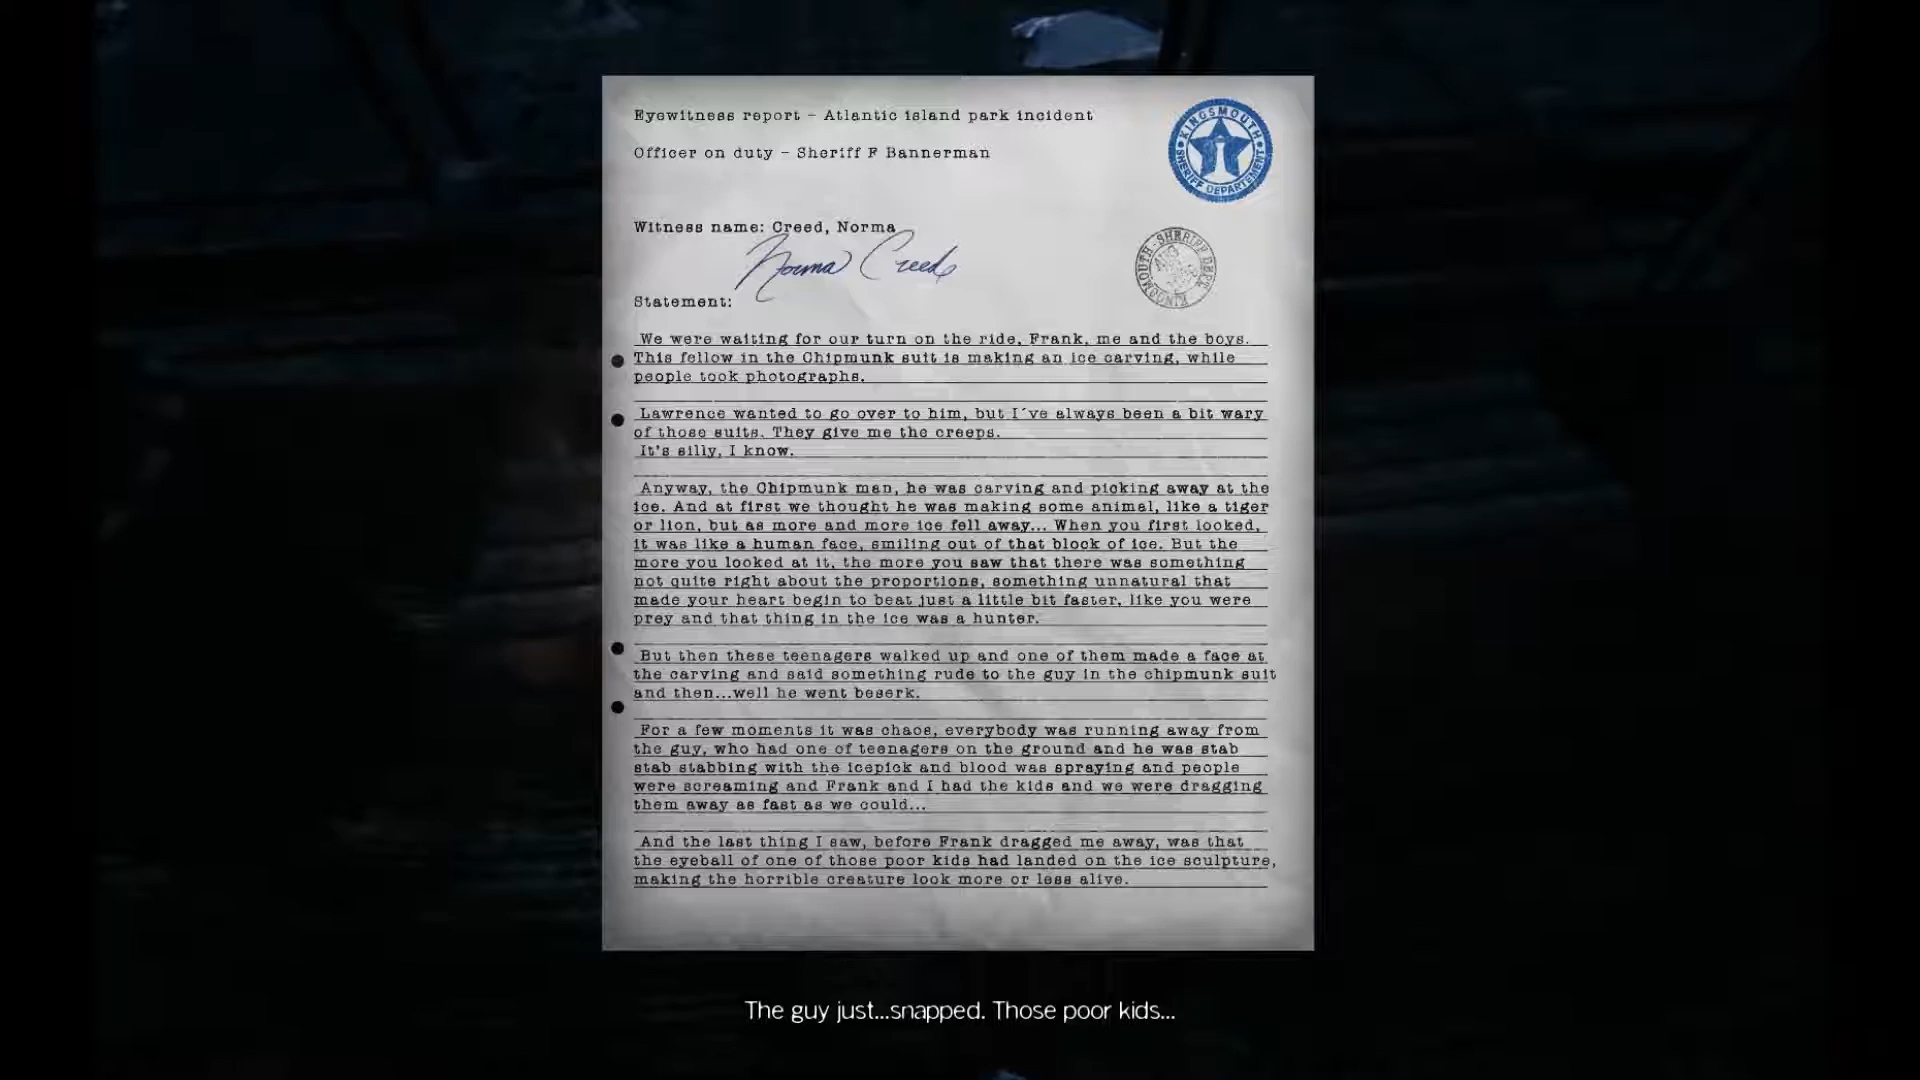 Eyewitness report - Atlantic island park incident
Officer on duty - Sheriff F Bannerman
KINGSMOUTH
SHERIFF DEPARTEMENT
Witness name: Creed, Norma
Norma Creed
KINGSMOUTH - SHERIFF DEPT.
Statement:
We were waiting for our turn on the ride, Frank, me and the boys.
This fellow in the Chipmunk suit is making an ice carving, while
people took photographs.
Lawrence wanted to go over to him, but I´ve always been a bit wary
of those suits. They give me the creeps.
It's silly, I know.
Anyway, the Chipmunk man, he was carving and picking away at the
ice. And at first we thought he was making some animal, like a tiger
or lion, but as more and more ice fell away... When you first looked,
it was like a human face, smiling out of that block of ice. But the
more you looked at it, the more you saw that there was something
not quite right about the proportions, something unnatural that
made your heart begin to beat just a little bit faster, like you were
prey and that thing in the ice was a hunter.
But then these teenagers walked up and one of them made a face at
the carving and said something rude to the guy in the chipmunk suit
and then...well he went beserk.
For a few moments it was chaos, everybody was running away from
the guy, who had one of teenagers on the ground and he was stab
stab stabbing with the icepick and blood was spraying and people
were screaming and Frank and I had the kids and we were dragging
them away as fast as we could...
And the last thing I saw, before Frank dragged me away, was that
the eyeball of one of those poor kids had landed on the ice sculpture,
making the horrible creature look more or less alive.
The guy just...snapped. Those poor kids...